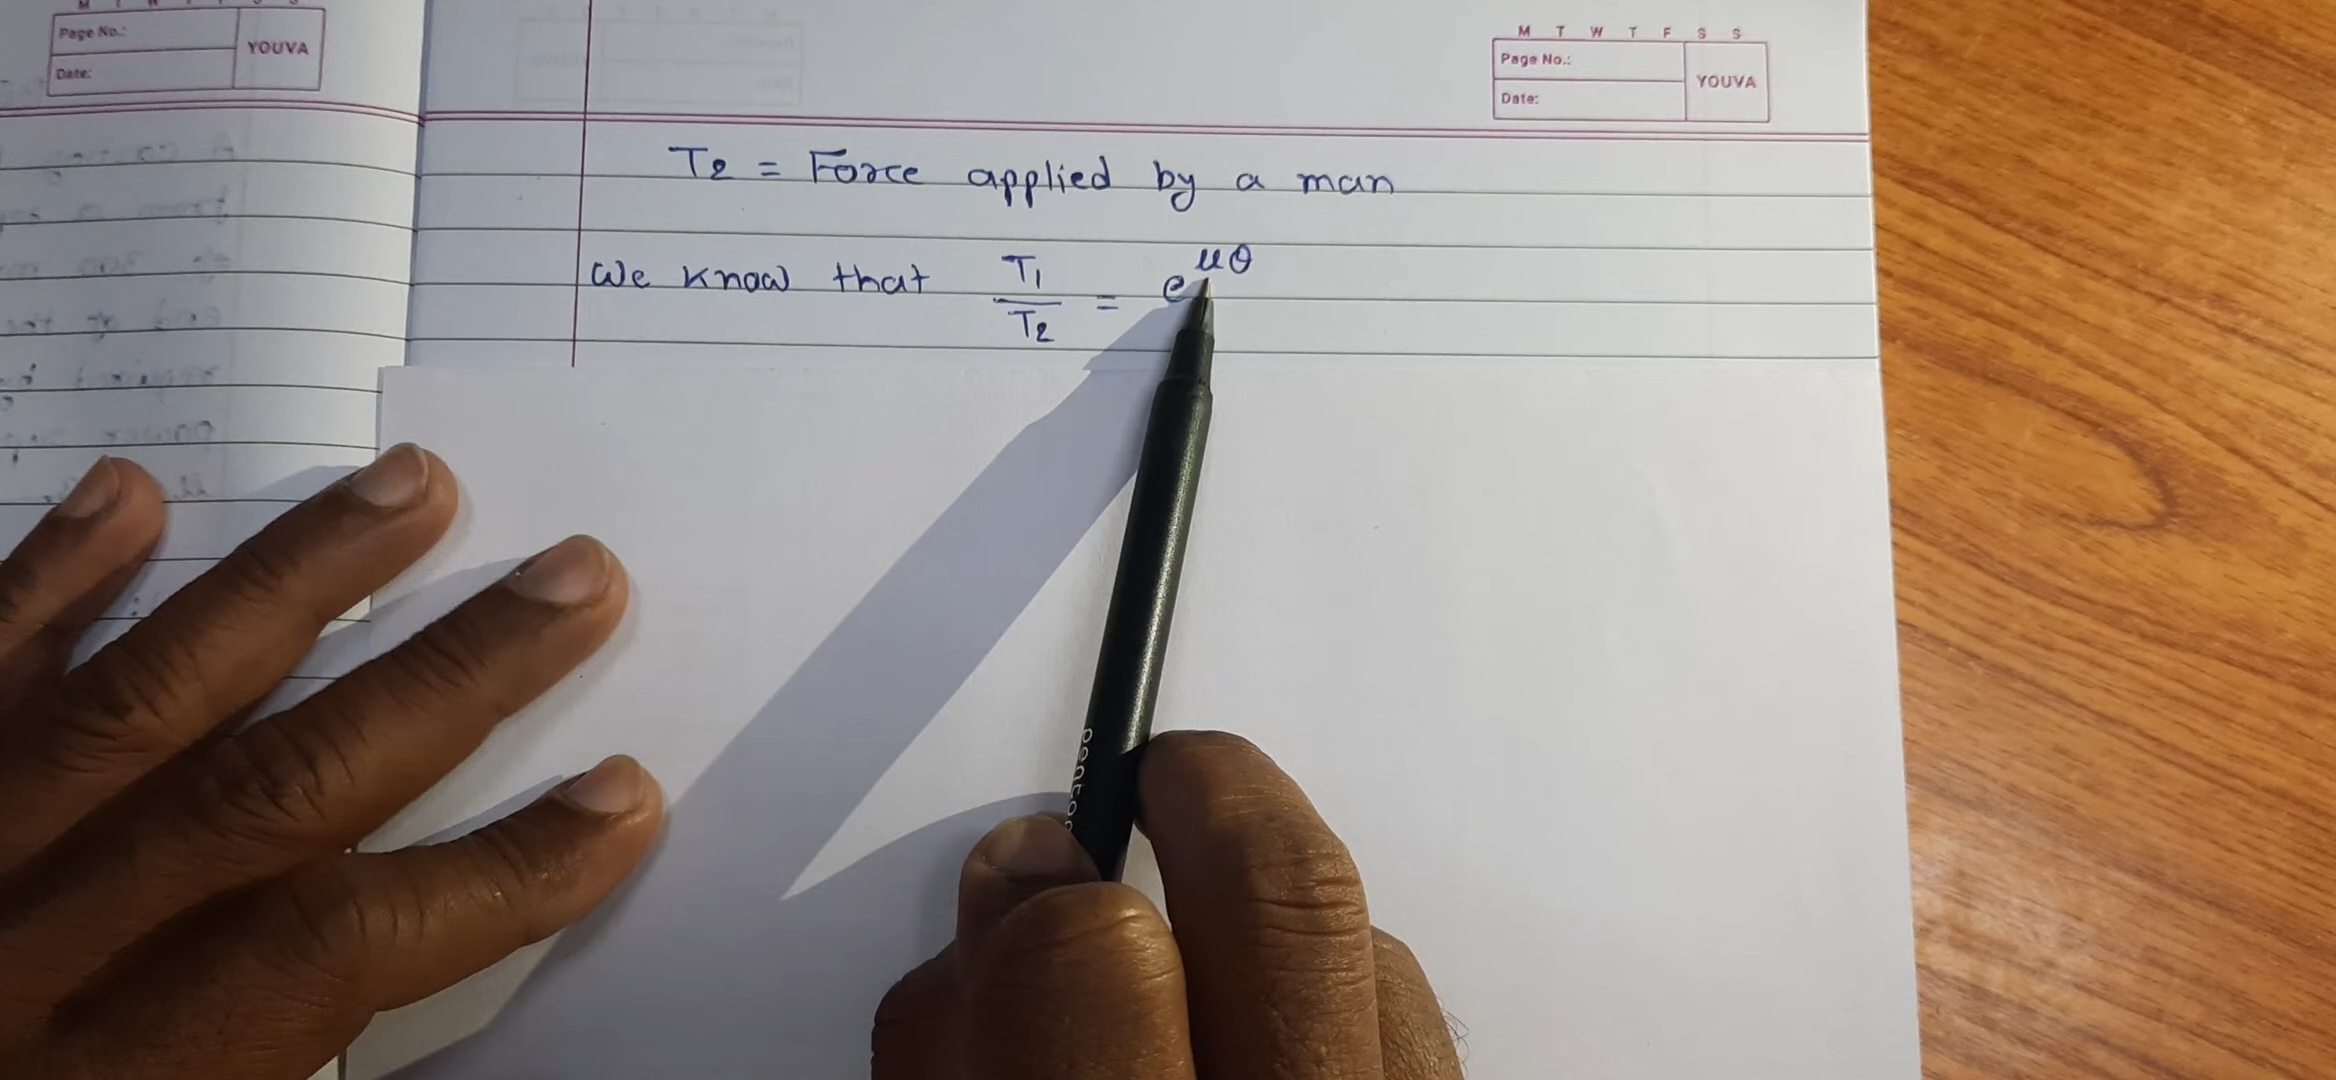 Page No.:
YOUVA
Date:
M T W T F S S
Page No.:
YOUVA
Date:
T2 = Force applied by a man
We know that T1 / T2 = e^μθ